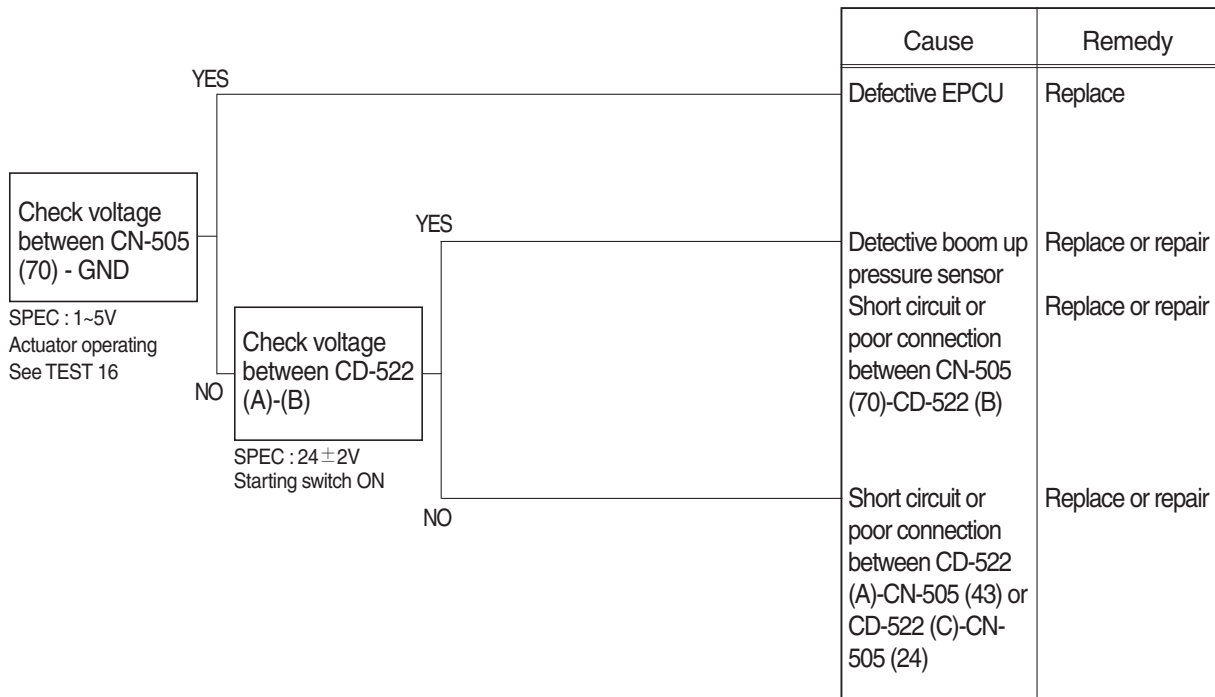 Cause
Remedy
YES
Defective EPCU
Replace
Check voltage
between CN-505
(70) - GND
SPEC : 1~5V
Actuator operating
See TEST 16
YES
Detective boom up
pressure sensor
Replace or repair
Short circuit or
poor connection
between CN-505
(70)-CD-522 (B)
Replace or repair
NO
Check voltage
between CD-522
(A)-(B)
SPEC : 24±2V
Starting switch ON
NO
Short circuit or
poor connection
between CD-522
(A)-CN-505 (43) or
CD-522 (C)-CN-
505 (24)
Replace or repair